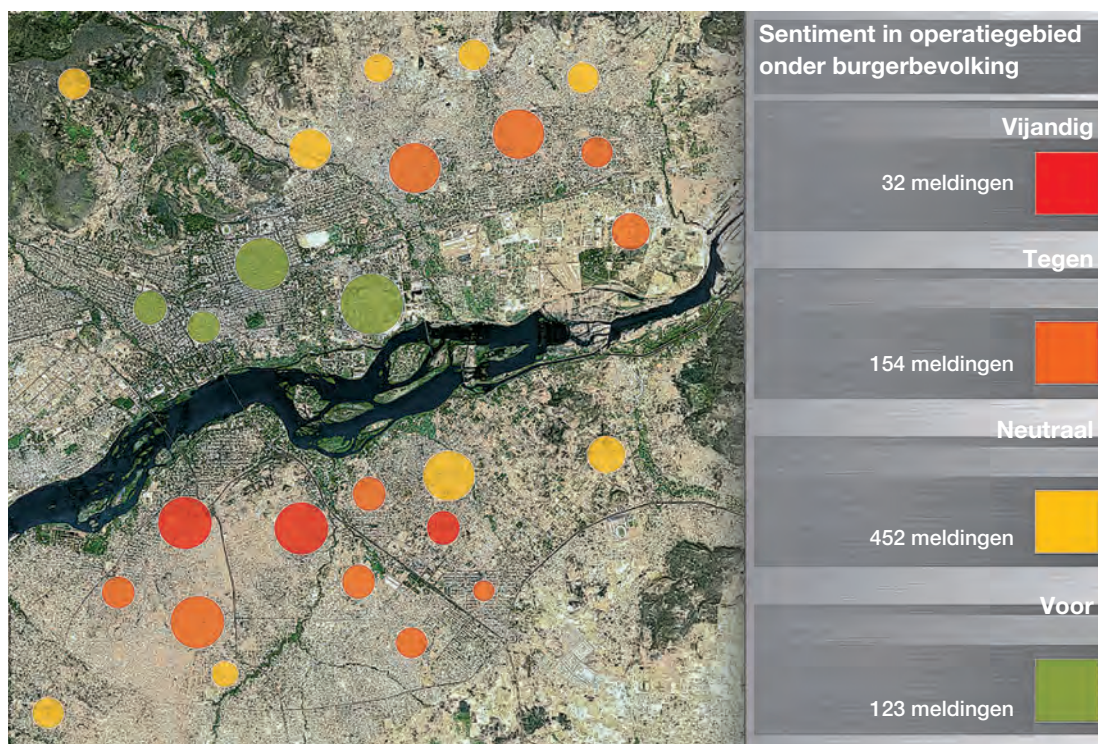 Sentiment in operatiegebied
onder burgerbevolking
Vijandig
32 meldingen
Tegen
154 meldingen
Neutraal
452 meldingen
Voor
123 meldingen